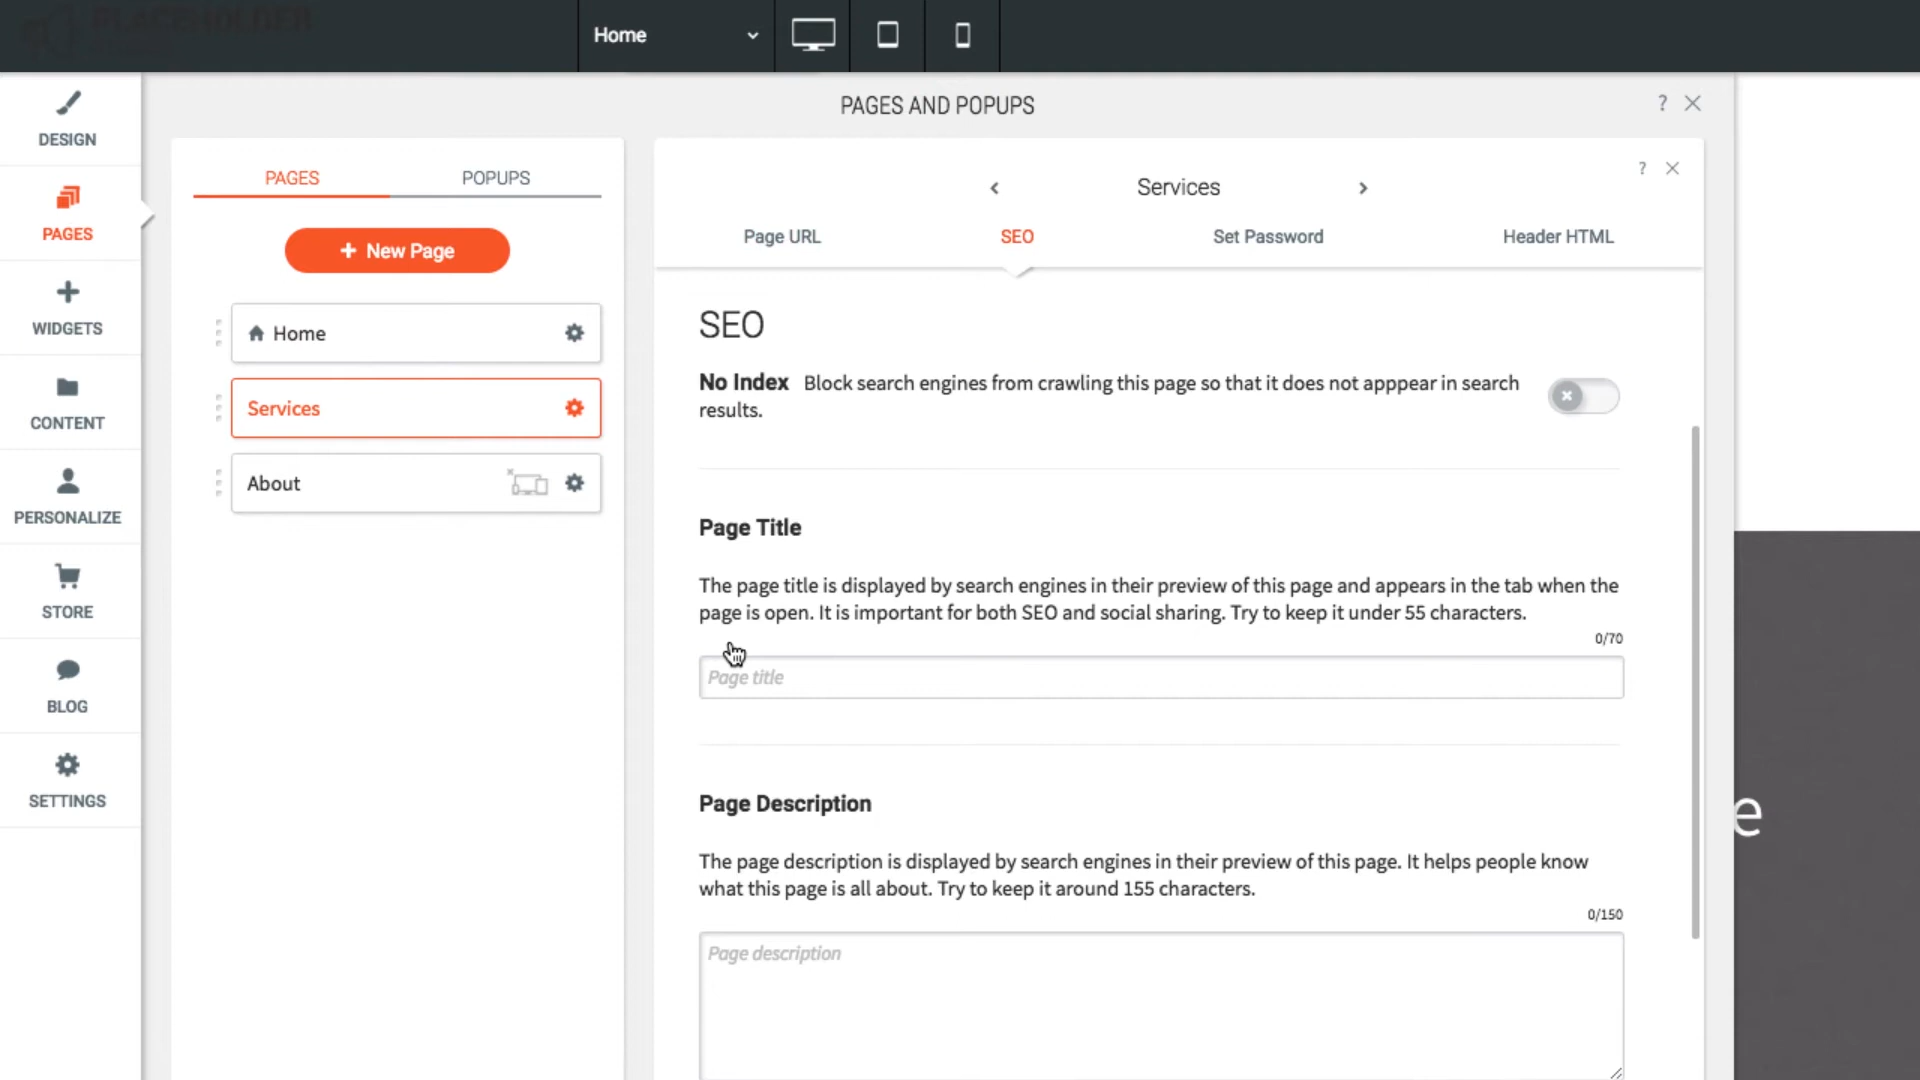 PLACEHOLDER
Home
DESIGN
PAGES
WIDGETS
CONTENT
PERSONALIZE
STORE
BLOG
SETTINGS
PAGES AND POPUPS
?
PAGES
POPUPS
+ New Page
Home
Services
About
Services
?
Page URL
SEO
Set Password
Header HTML
SEO
No Index Block search engines from crawling this page so that it does not apppear in search
results.
Page Title
The page title is displayed by search engines in their preview of this page and appears in the tab when the
page is open. It is important for both SEO and social sharing. Try to keep it under 55 characters.
0/70
Page title
Page Description
The page description is displayed by search engines in their preview of this page. It helps people know
what this page is all about. Try to keep it around 155 characters.
0/150
Page description
e